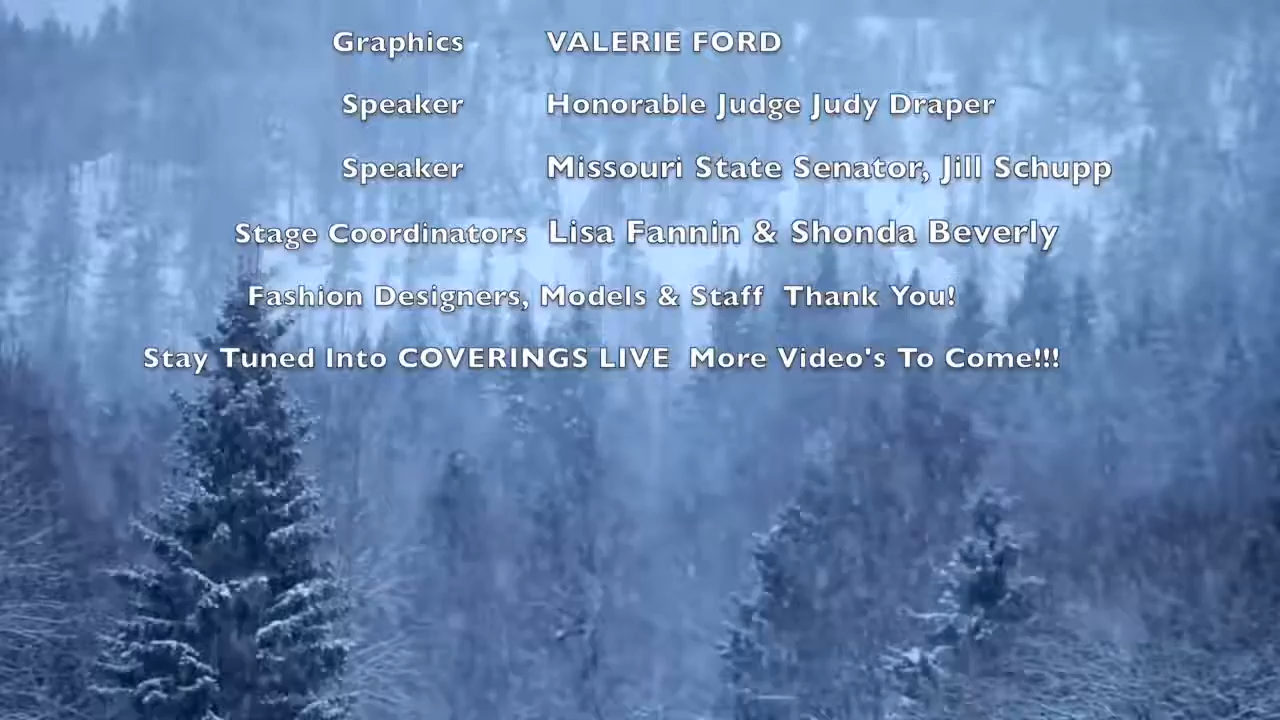 Graphics VALERIE FORD
Speaker Honorable Judge Judy Draper
Speaker Missouri State Senator, Jill Schupp
Stage Coordinators Lisa Fannin & Shonda Beverly
Fashion Designers, Models & Staff Thank You!
Stay Tuned Into COVERINGS LIVE More Video's To Come!!!